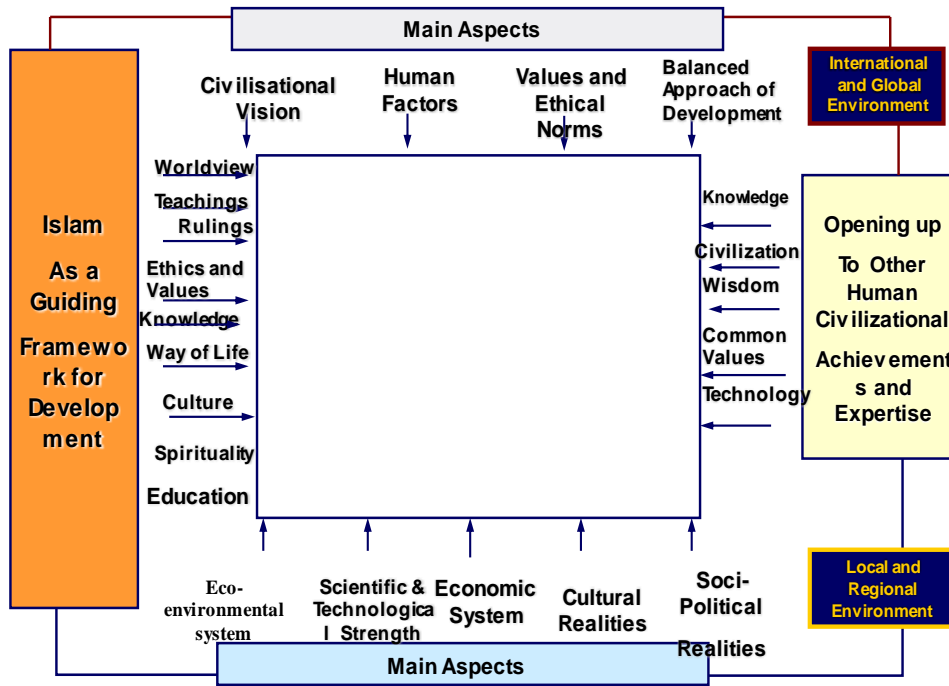 Main Aspects
Civilisational
Vision
Human
Factors
Values and
Ethical
Norms
Balanced
Approach of
Development
International
and Global
Environment
Islam
As a
Guiding
Framewo
rk for
Develop
ment
Worldview
Teachings
Rulings
Ethics and
Values
Knowledge
Way of Life
Culture
Spirituality
Education
Knowledge
Civilization
Wisdom
Common
Values
Technology
Opening up
To Other
Human
Civilizational
Achievement
s and
Expertise
Eco-
environmental
system
Scientific &
Technologica
l Strength
Economic
System
Cultural
Realities
Soci-
Political
Realities
Local and
Regional
Environment
Main Aspects